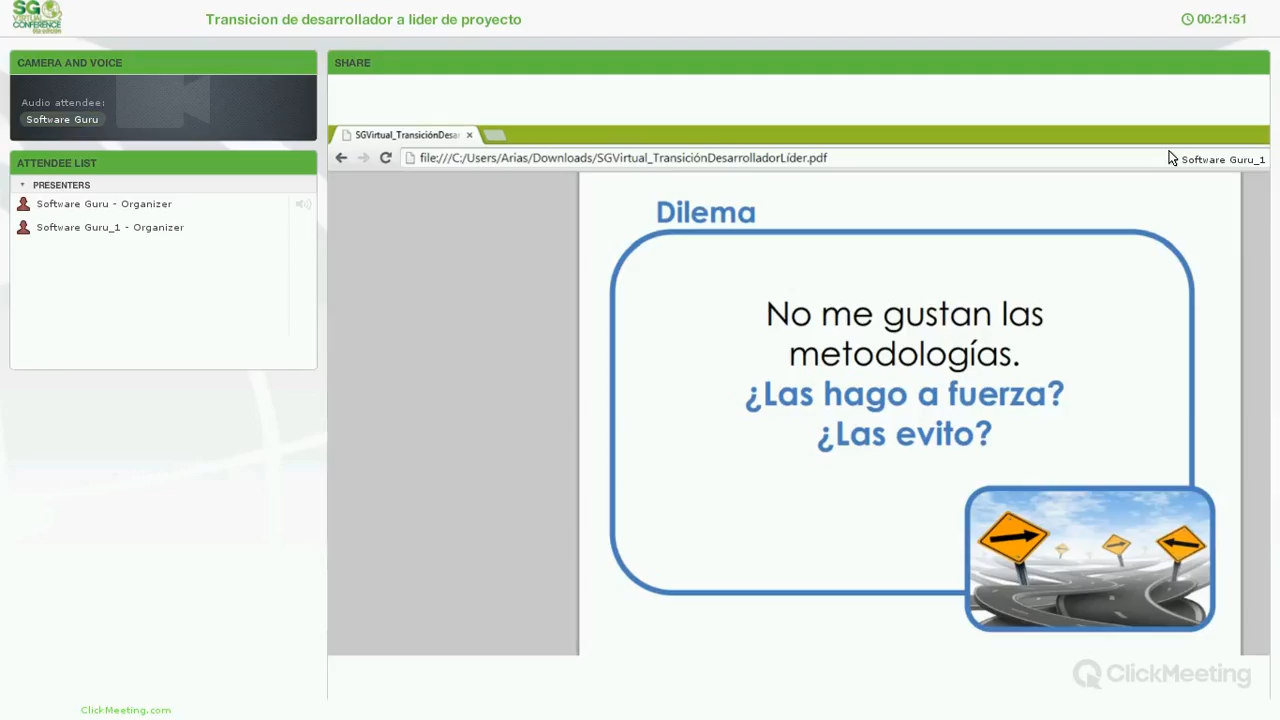 SG
VIRTUAL
CONFERENCE
Transicion de desarrollador a lider de proyecto
00:21:51
CAMERA AND VOICE
SHARE
Audio attendee:
Software Guru
ATTENDEE LIST
PRESENTERS
Software Guru - Organizer
Software Guru_1 - Organizer
SGVirtual_TransiciónDesa
file:///C:/Users/Arias/Downloads/SGVirtual_TransiciónDesarrolladorLíder.pdf
Software Guru_1
Dilema
No me gustan las
metodologías.
¿Las hago a fuerza?
¿Las evito?
ClickMeeting
ClickMeeting.com